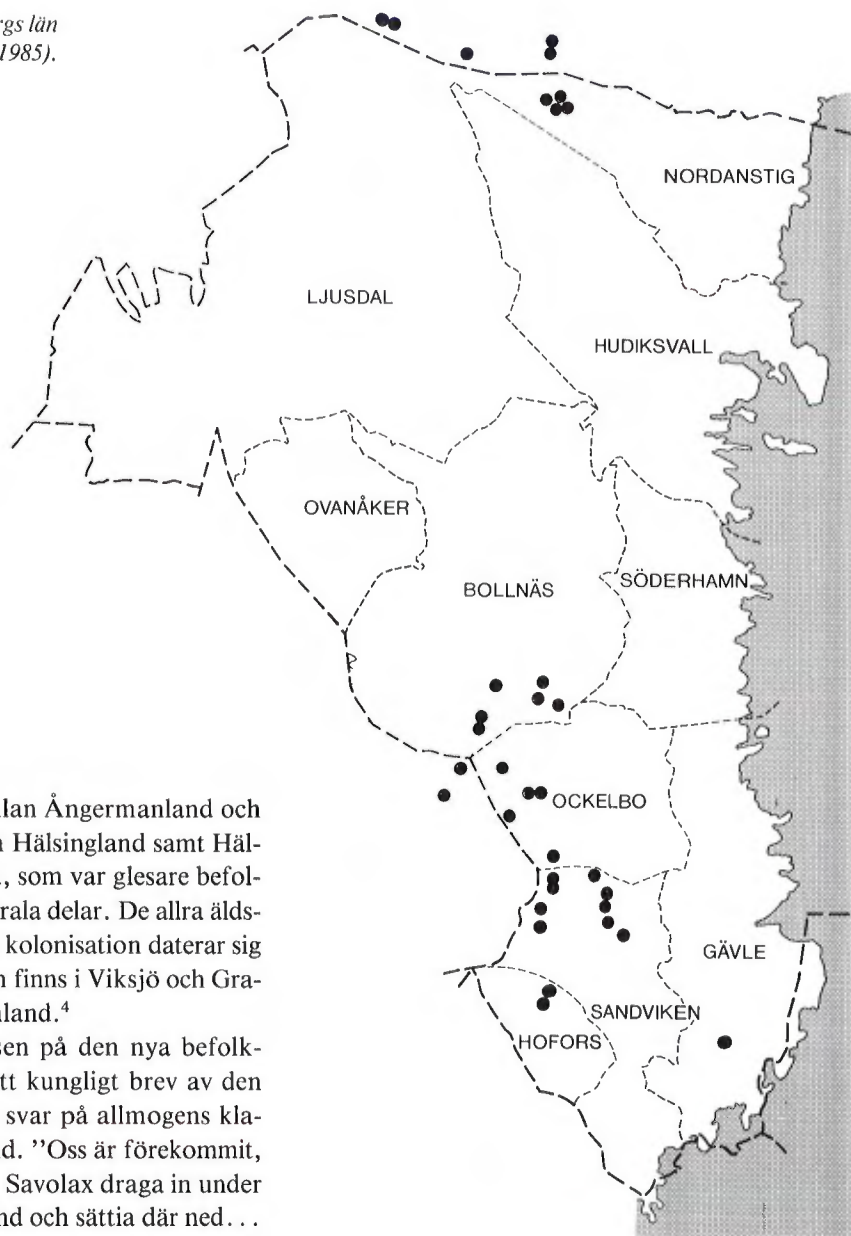 rgs län
1985).
NORDANSTIG
LJUSDAL
HUDIKSVALL
OVANÅKER
BOLLNÄS
SÖDERHAMN
OCKELBO
GÄVLE
SANDVIKEN
HOFORS
lan Ångermanland och
Hälsingland samt Häl-
, som var glesare befol-
rala delar. De allra älds-
kolonisation daterar sig
finns i Viksjö och Gra-
land.⁴
sen på den nya befolk-
tt kungligt brev av den
svar på allmogens kla-
d. ”Oss är förekommit,
Savolax draga in under
nd och sättia där ned...